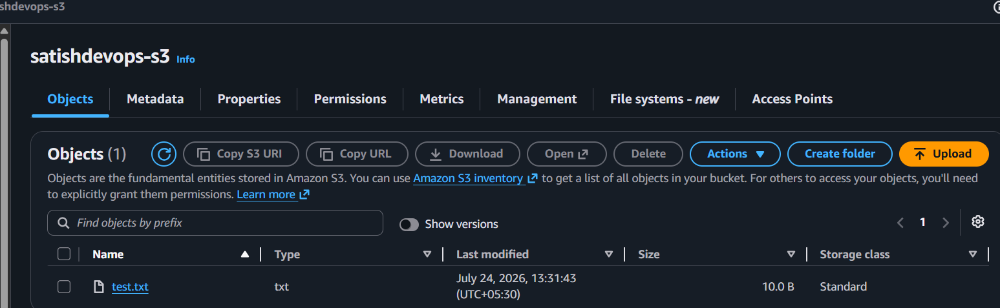 shdevops-s3
satishdevops-s3 Info
Objects Metadata Properties Permissions Metrics Management File systems - new Access Points
Objects (1) Copy S3 URI Copy URL Download Open Delete Actions Create folder Upload
Objects are the fundamental entities stored in Amazon S3. You can use Amazon S3 inventory to get a list of all objects in your bucket. For others to access your objects, you'll need
to explicitly grant them permissions. Learn more
Find objects by prefix Show versions 1
Name Type Last modified Size Storage class
test.txt txt July 24, 2026, 13:31:43 10.0 B Standard
(UTC+05:30)